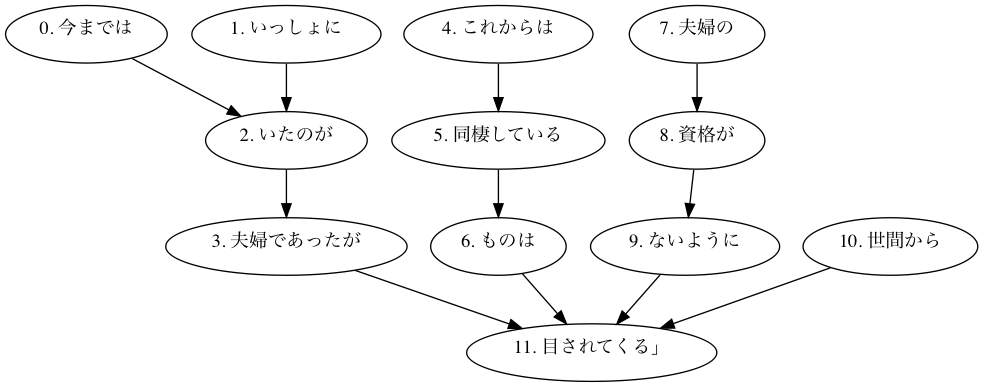 0. 今までは
1. いっしょに
4. これからは
7. 夫婦の
2. いたのが
5. 同棲している
8. 資格が
3. 夫婦であったが
6. ものは
9. ないように
10. 世間から
11. 目されてくる」